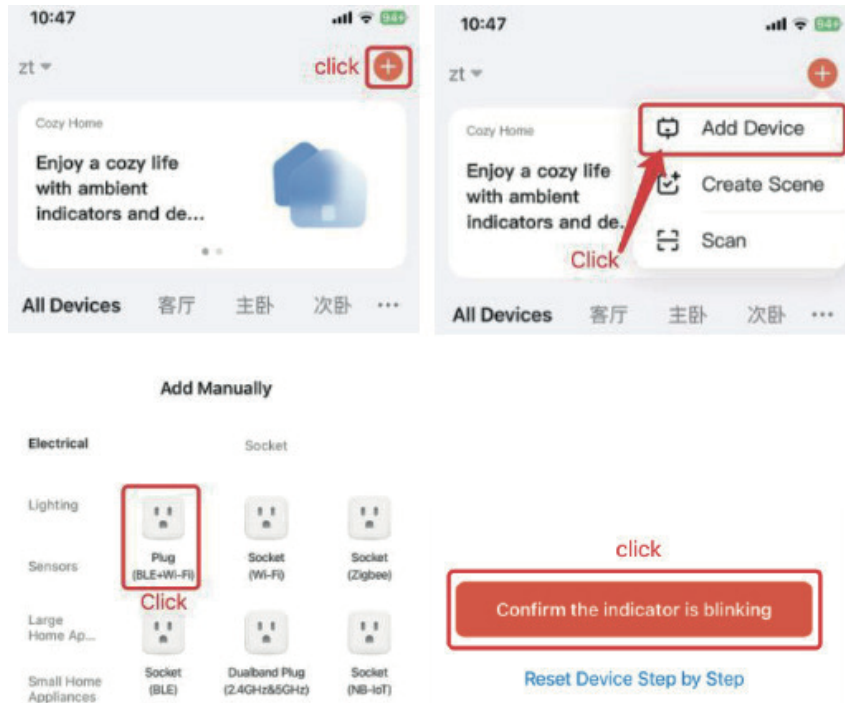 10:47
94
zt
click
Cozy Home
Enjoy a cozy life
with ambient
indicators and de...
All Devices 客厅 主卧 次卧 ...
10:47
94
zt
Add Device
Cozy Home
Enjoy a cozy life
with ambient
indicators and de.
Create Scene
Click
Scan
All Devices 客厅 主卧 次卧 ...
Add Manually
Electrical
Socket
Lighting
Sensors
Large
Home Ap...
Small Home
Appliances
Plug
(BLE+Wi-Fi)
Click
Socket
(Wi-Fi)
Socket
(Zigbee)
Socket
(BLE)
Dualband Plug
(2.4GHz&5GHz)
Socket
(NB-IoT)
click
Confirm the indicator is blinking
Reset Device Step by Step